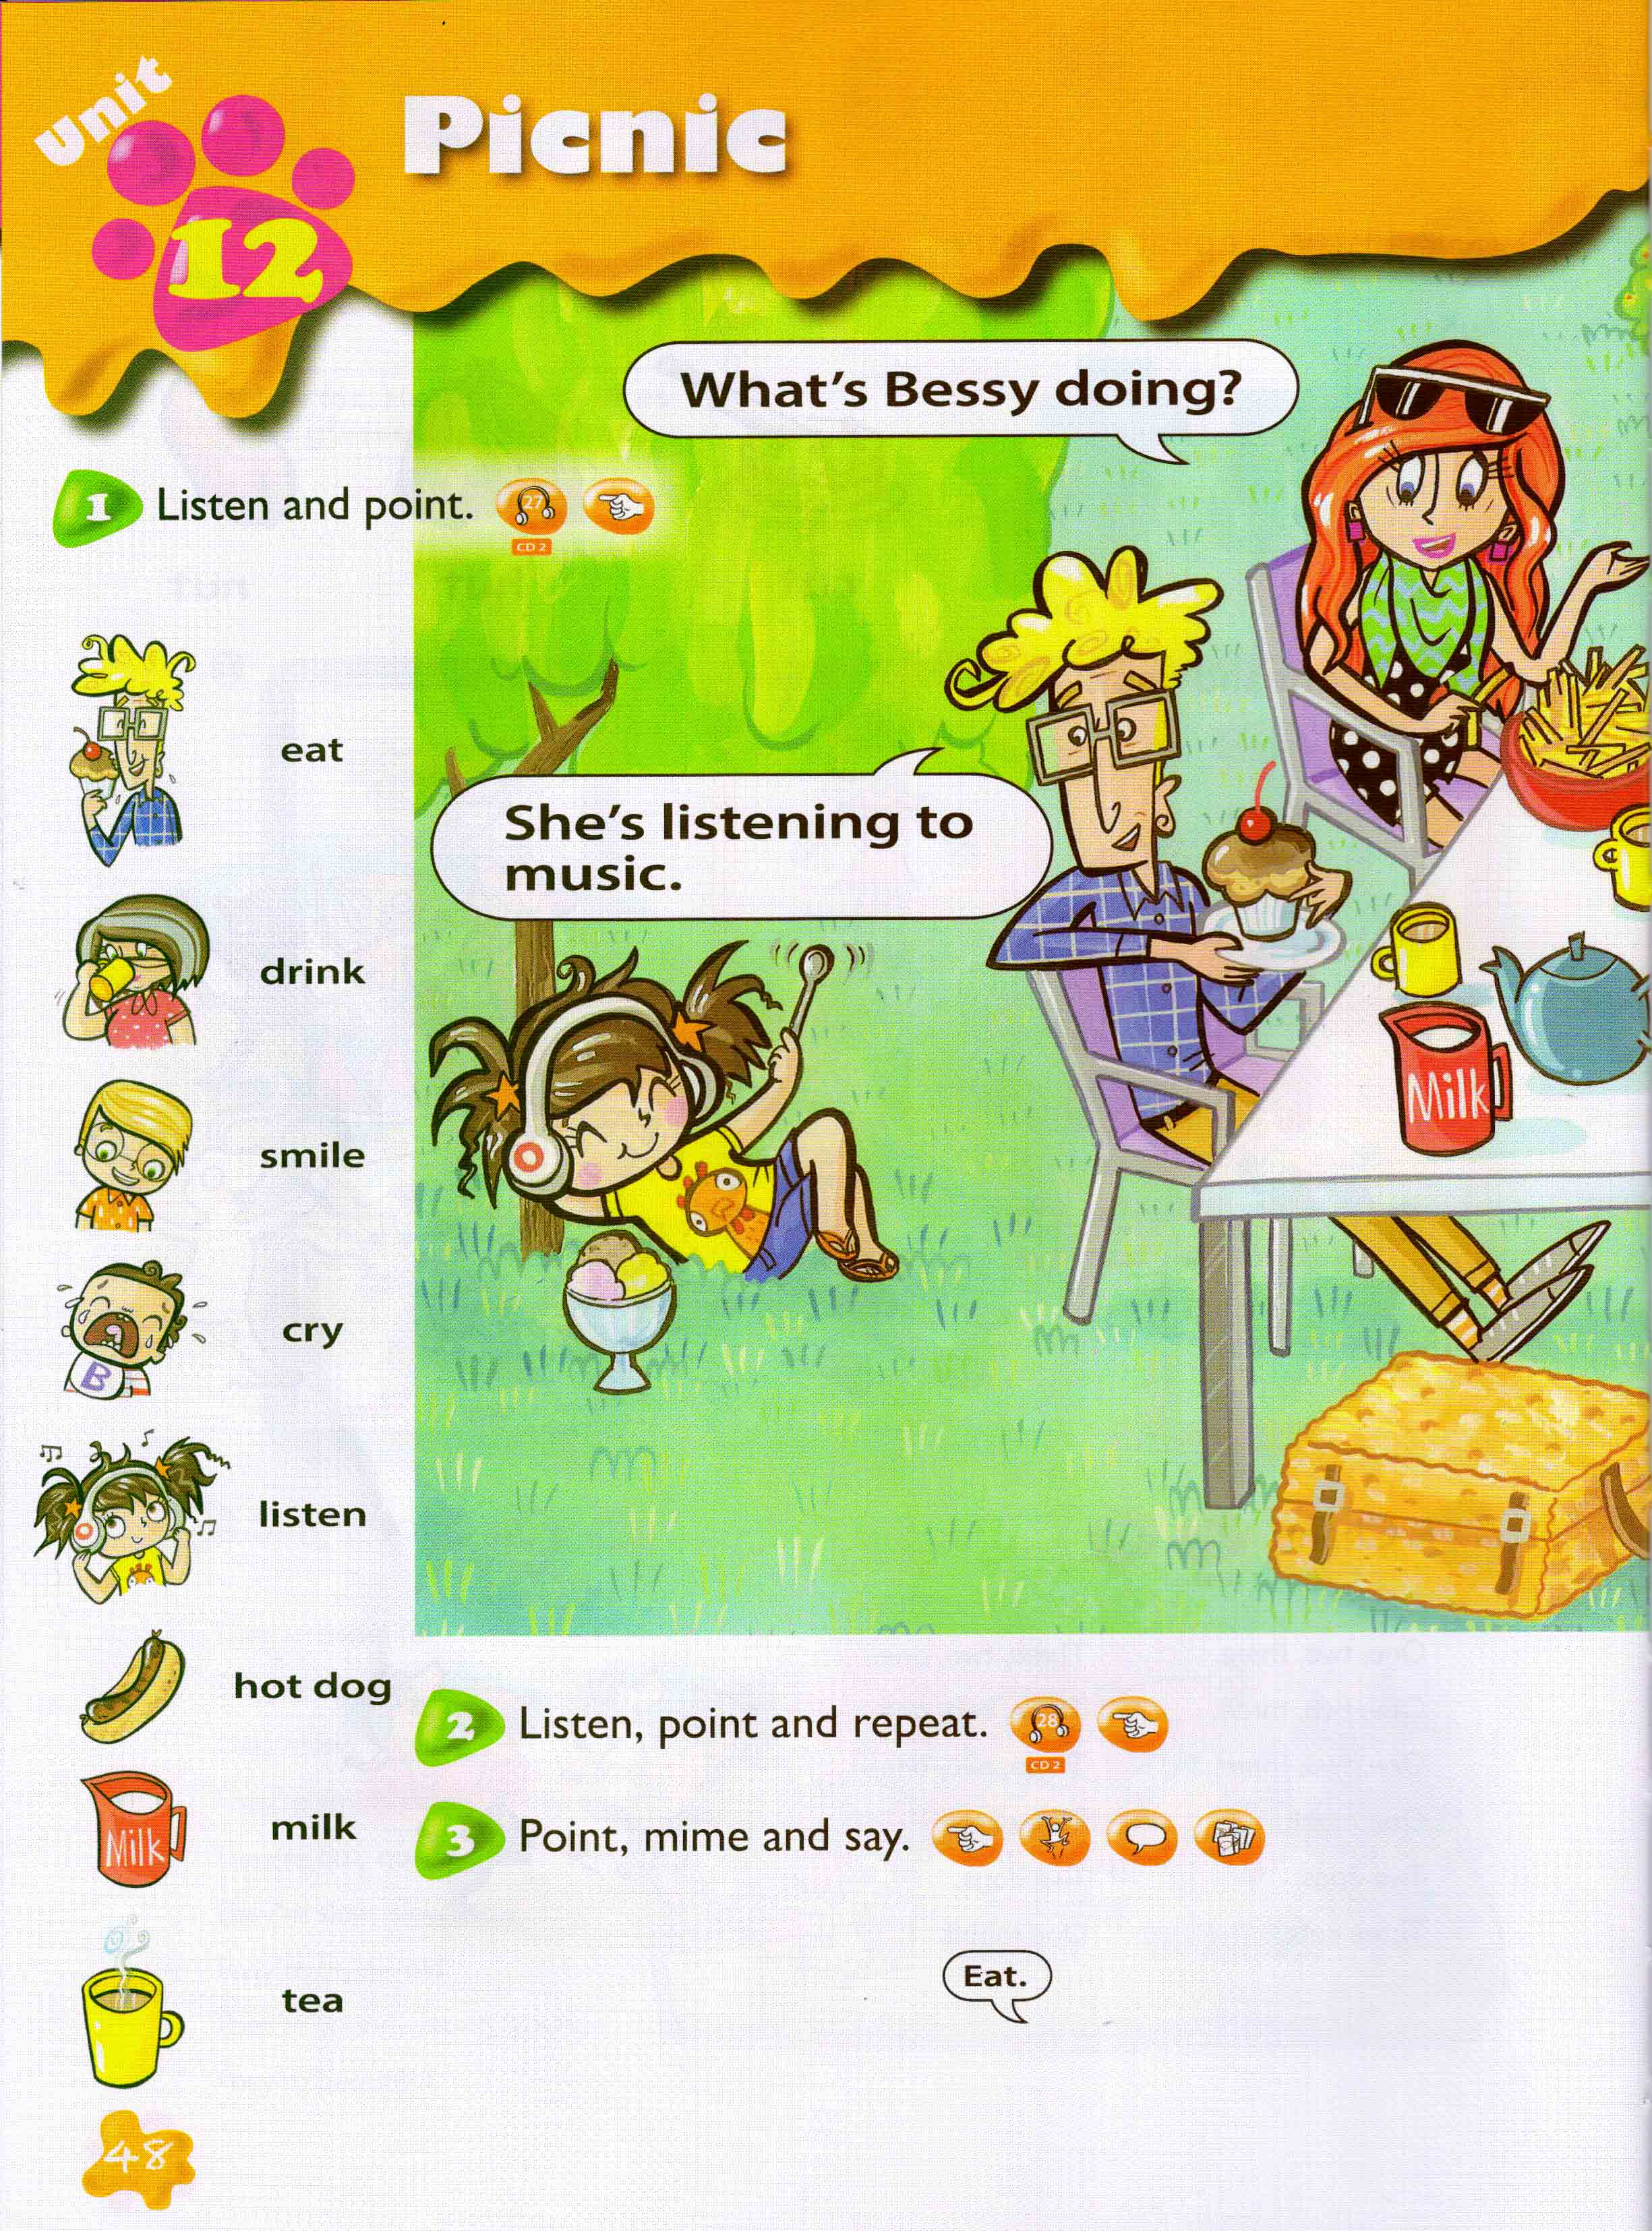 Unit
12
Picnic
What's Bessy doing?
1 Listen and point.
27
CD 2
She's listening to
music.
eat
drink
smile
cry
B
listen
hot dog
milk
Milk
tea
Milk
2 Listen, point and repeat.
28
CD 2
3 Point, mime and say.
Eat.
48